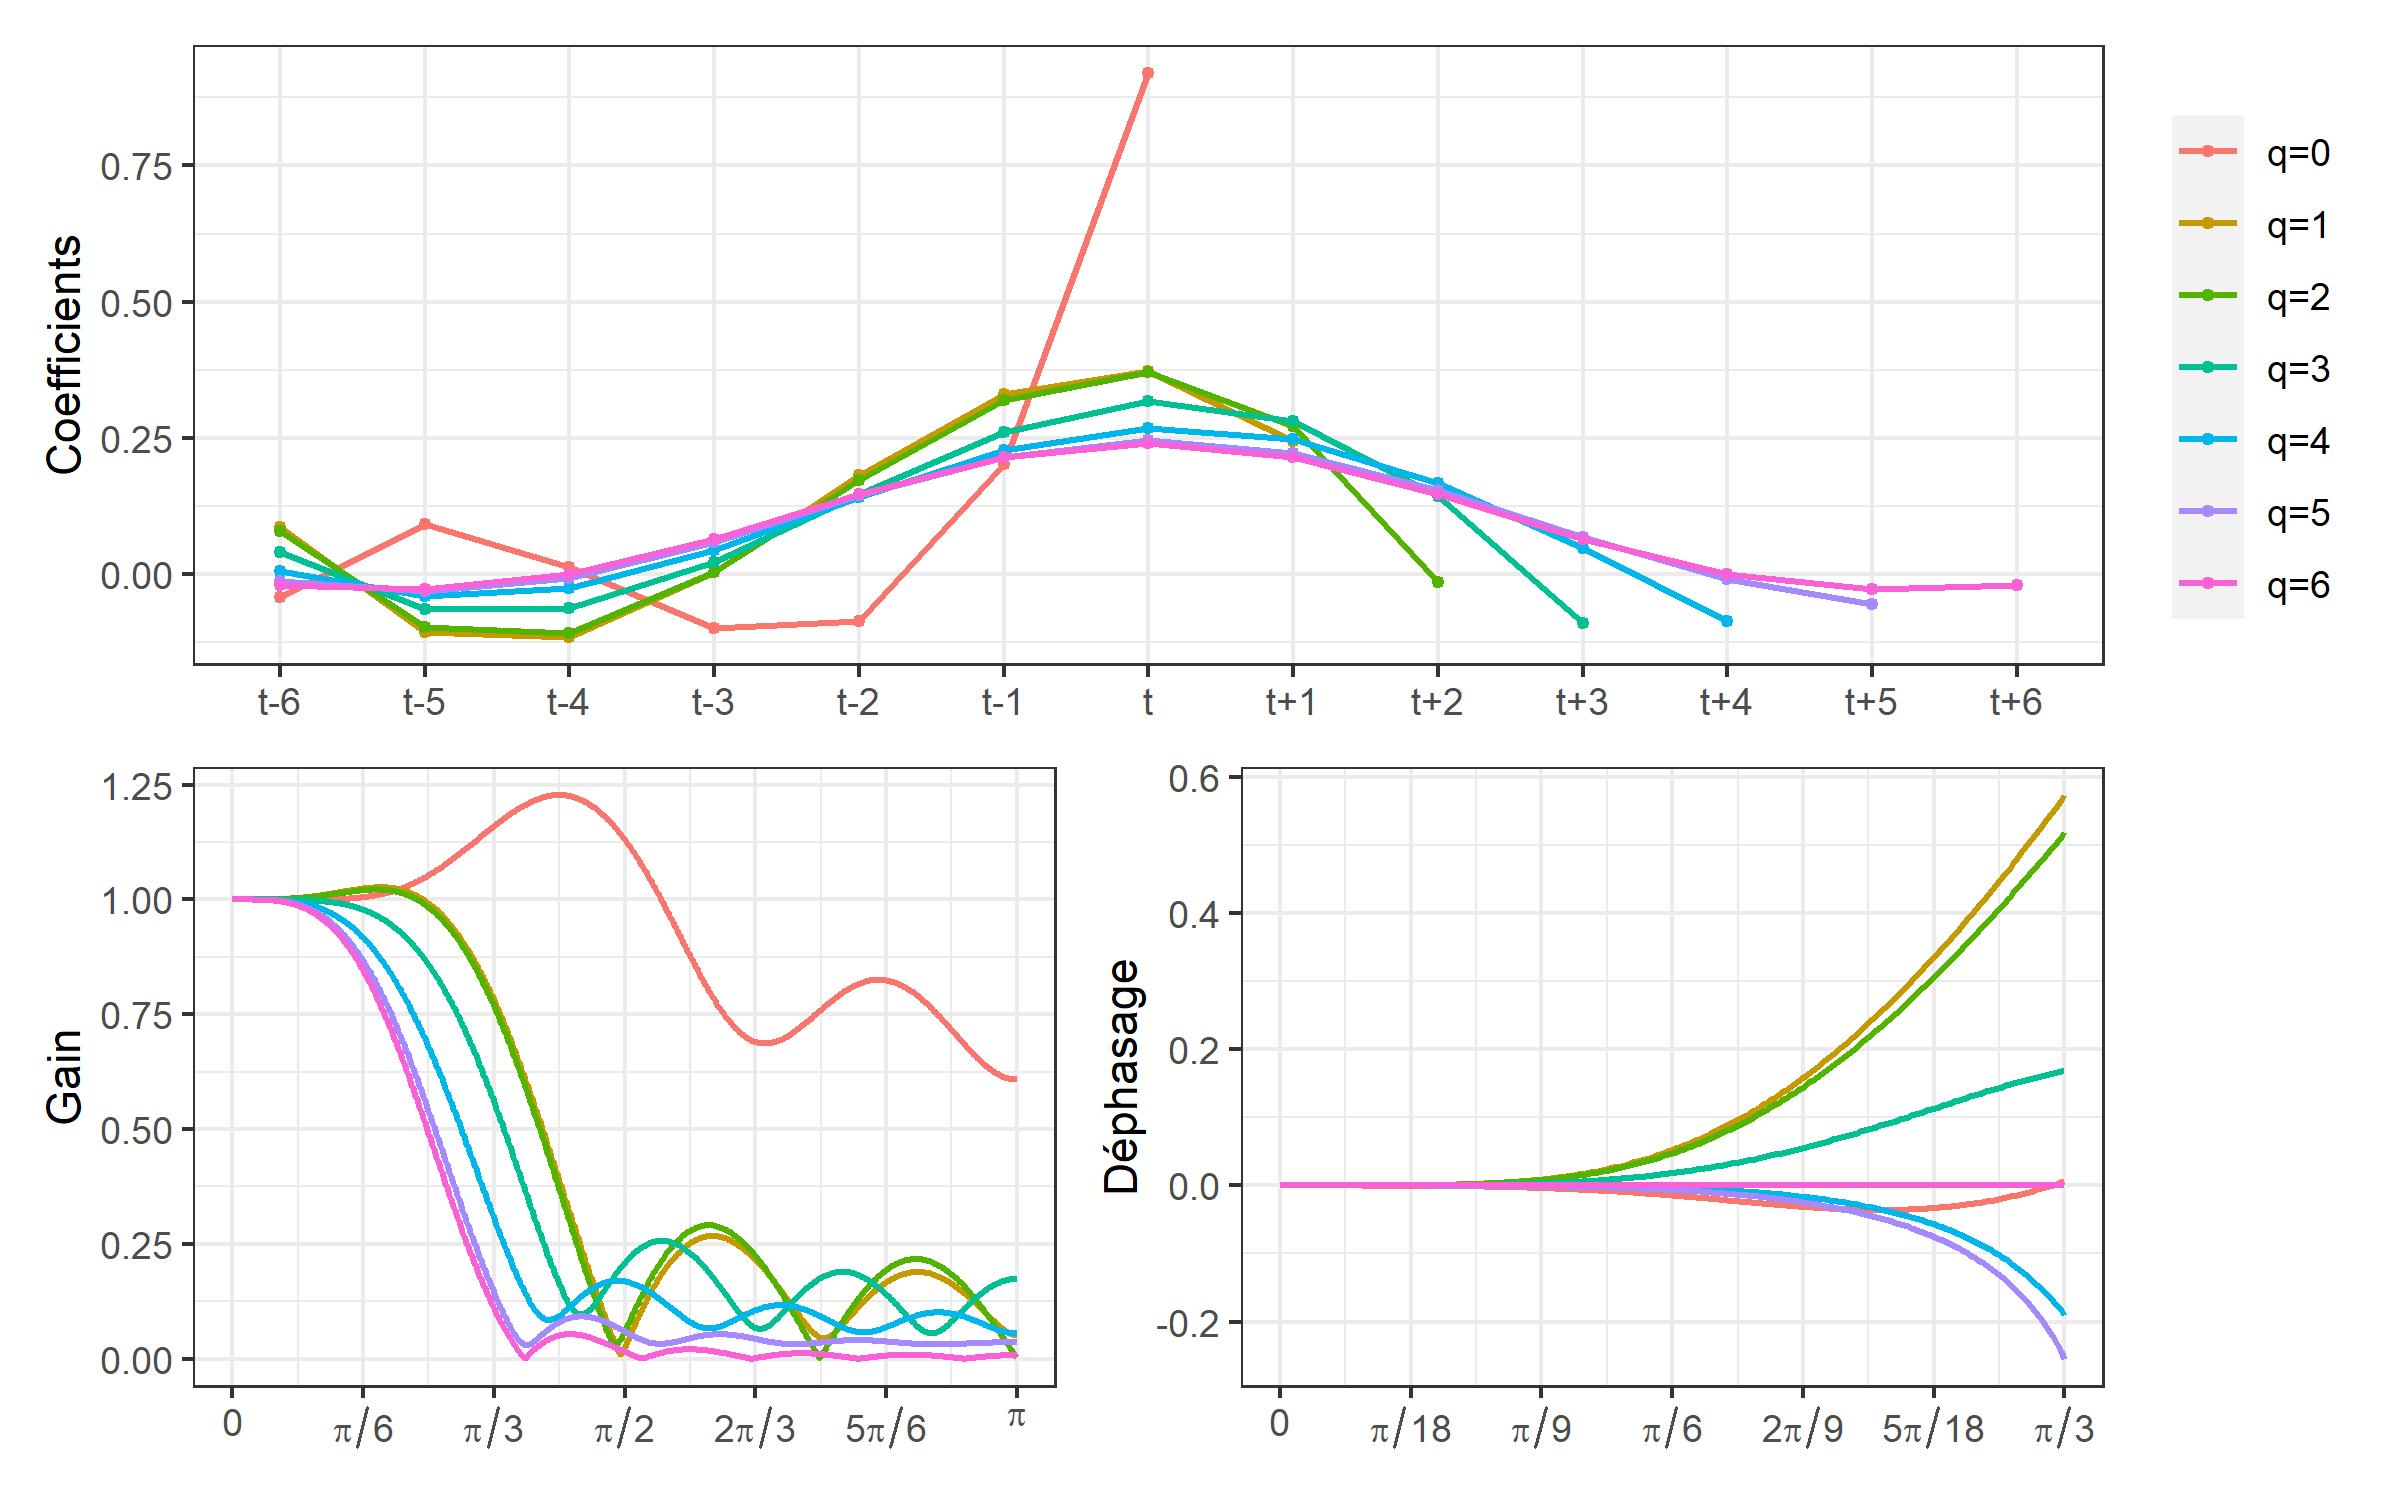 Coefficients
0.75
0.50
0.25
0.00
t-6 t-5 t-4 t-3 t-2 t-1 t t+1 t+2 t+3 t+4 t+5 t+6
q=0
q=1
q=2
q=3
q=4
q=5
q=6
Gain
1.25
1.00
0.75
0.50
0.25
0.00
0 π/6 π/3 π/2 2π/3 5π/6 π
Déphasage
0.6
0.4
0.2
0.0
-0.2
0 π/18 π/9 π/6 2π/9 5π/18 π/3